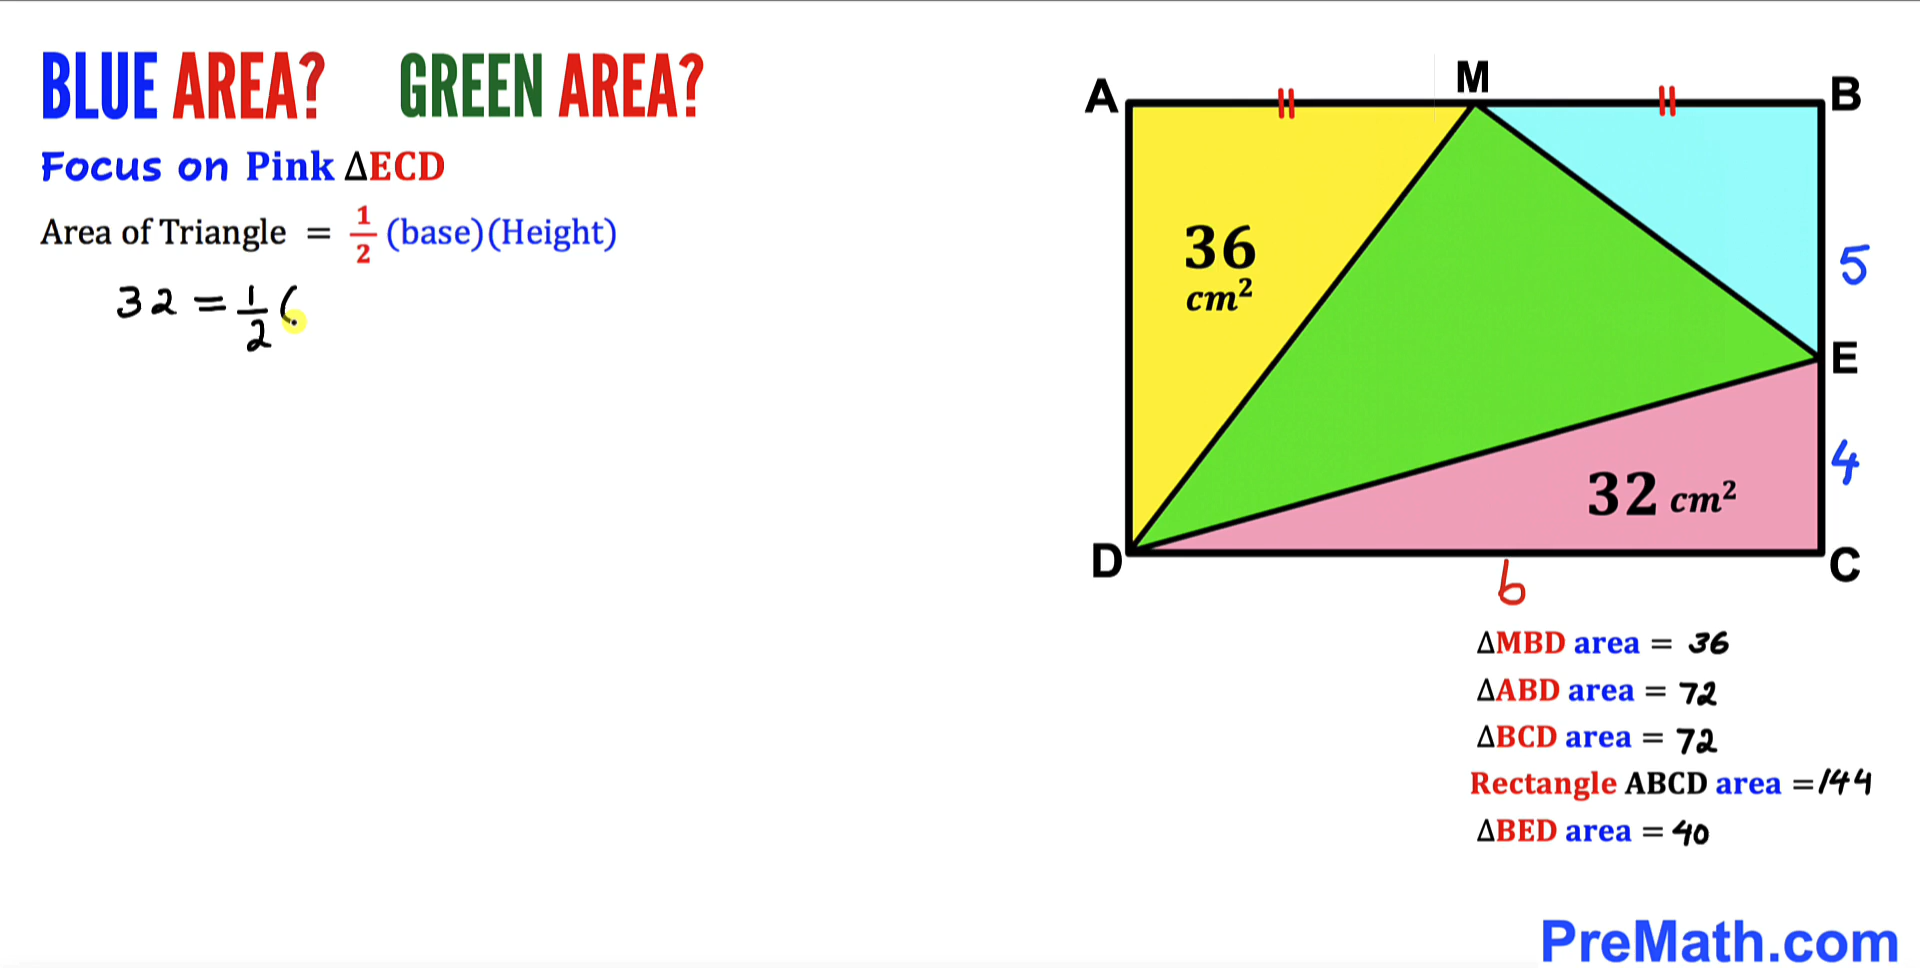 BLUE AREA? GREEN AREA?
Focus on Pink ΔECD
Area of Triangle = 1/2 (base)(Height)
32 = 1/2 (
A
M
B
36
cm²
5
E
4
32 cm²
D
C
b
ΔMBD area = 36
ΔABD area = 72
ΔBCD area = 72
Rectangle ABCD area = 144
ΔBED area = 40
PreMath.com